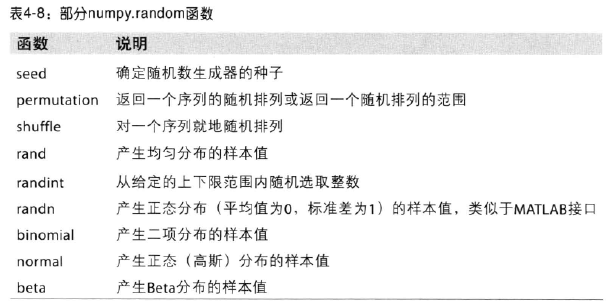 表4-8：部分numpy.random函数
函数 说明
seed 确定随机数生成器的种子
permutation 返回一个序列的随机排列或返回一个随机排列的范围
shuffle 对一个序列就地随机排列
rand 产生均匀分布的样本值
randint 从给定的上下限范围内随机选取整数
randn 产生正态分布（平均值为0，标准差为1）的样本值，类似于MATLAB接口
binomial 产生二项分布的样本值
normal 产生正态（高斯）分布的样本值
beta 产生Beta分布的样本值